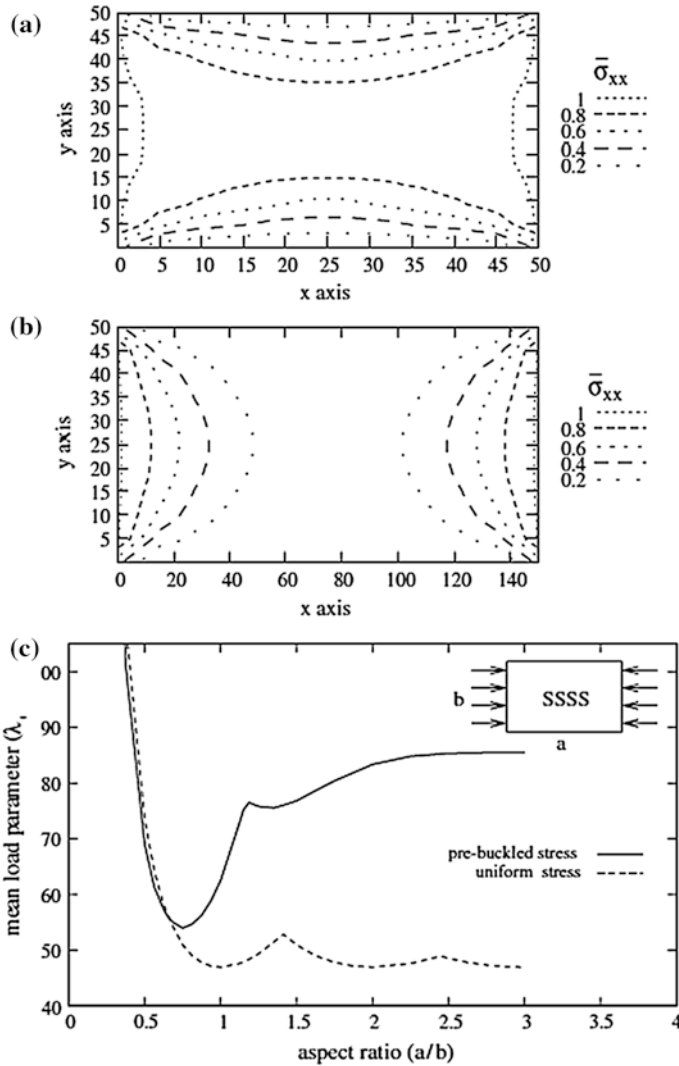 (a)
50
45
40
35
30
25
20
15
10
5
y axis
0 5 10 15 20 25 30 35 40 45 50
x axis
σ̅xx
1
0.8
0.6
0.4
0.2
(b)
50
45
40
35
30
25
20
15
10
5
y axis
0 20 40 60 80 100 120 140
x axis
σ̅xx
1
0.8
0.6
0.4
0.2
(c)
00
90
80
70
60
50
40
mean load parameter (λ
b
SSSS
a
pre-buckled stress
uniform stress
0 0.5 1 1.5 2 2.5 3 3.5 4
aspect ratio (a/b)